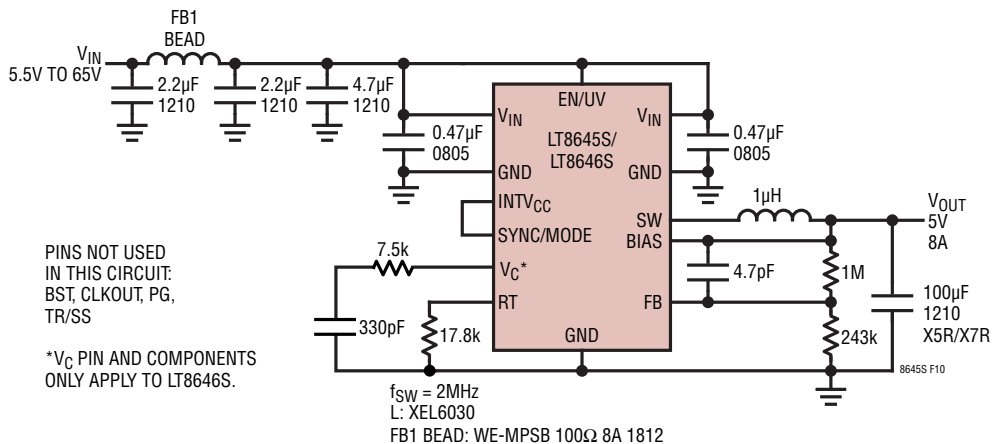 FB1
BEAD
VIN
5.5V TO 65V
2.2µF
1210
2.2µF
1210
4.7µF
1210
0.47µF
0805
EN/UV
VIN
LT8645S/
LT8646S
VIN
GND
GND
0.47µF
0805
INTVCC
SYNC/MODE
VC*
RT
GND
SW
BIAS
FB
1µH
VOUT
5V
8A
4.7pF
1M
243k
100µF
1210
X5R/X7R
7.5k
330pF
17.8k
PINS NOT USED
IN THIS CIRCUIT:
BST, CLKOUT, PG,
TR/SS
*VC PIN AND COMPONENTS
ONLY APPLY TO LT8646S.
8645S F10
fSW = 2MHz
L: XEL6030
FB1 BEAD: WE-MPSB 100Ω 8A 1812